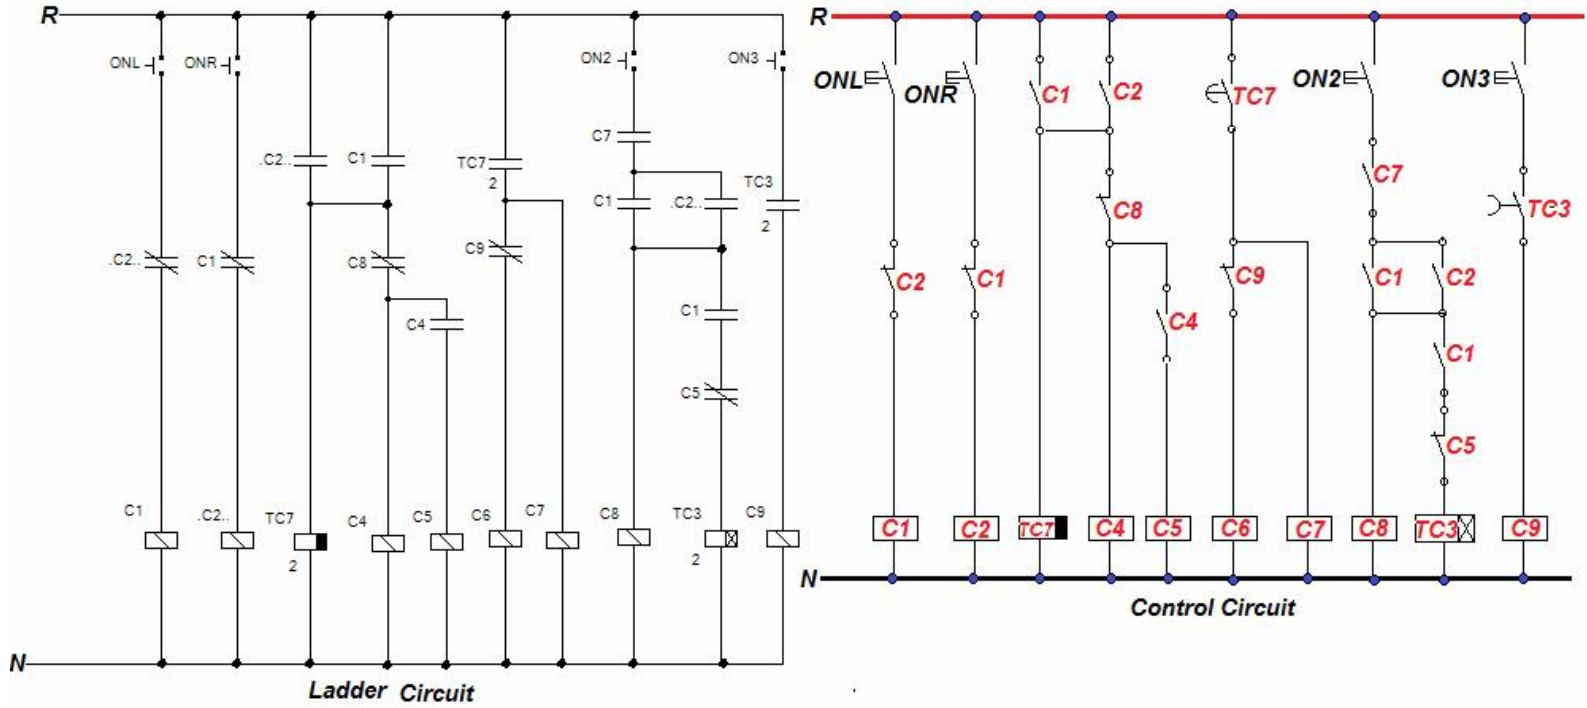 R
ONL ONR ON2 ON3
C7
.C2.. C1 TC7
2
TC3
2
C1 .C2..
C9
.C2.. C1 C8
C4 C1
C5
C1 .C2.. TC7 C4 C5 C6 C7 C8 TC3 C9
2 2
N
Ladder Circuit
R
ONL ONR C1 C2 TC7 ON2 ON3
C7
C8 TC3
C2 C1 C9 C1 C2
C4
C1
C5
C1 C2 TC7 C4 C5 C6 C7 C8 TC3 C9
N
Control Circuit